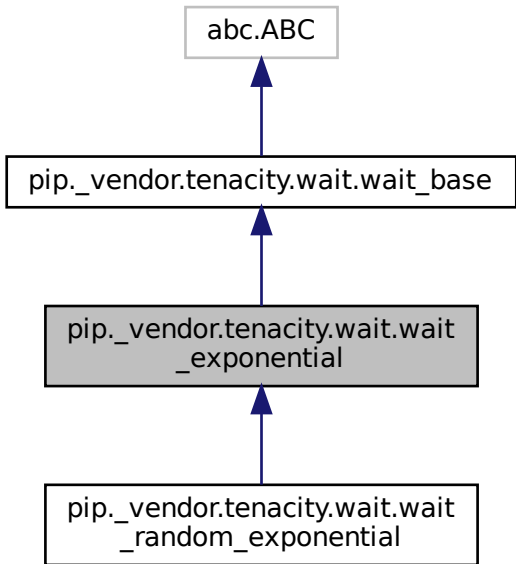 abc.ABC
pip._vendor.tenacity.wait.wait_base
pip._vendor.tenacity.wait.wait
_exponential
pip._vendor.tenacity.wait.wait
_random_exponential